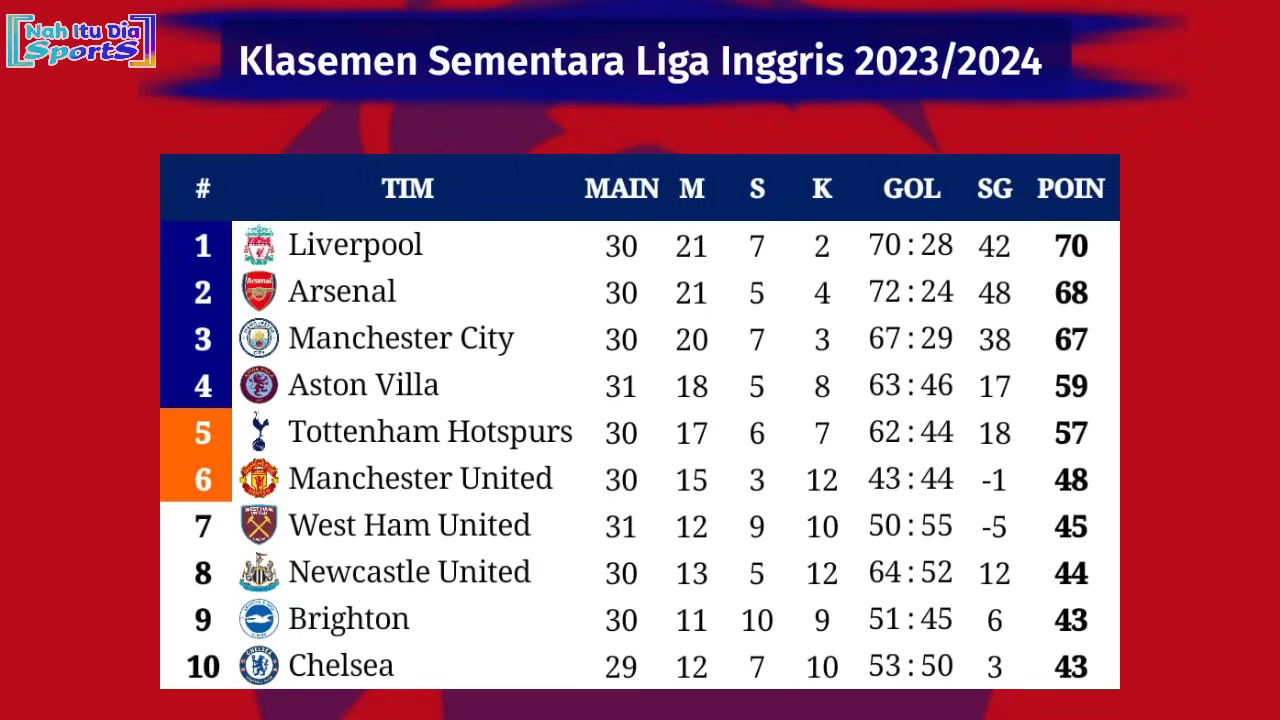 Nah Itu Dia
SportS
Klasemen Sementara Liga Inggris 2023/2024
# TIM MAIN M S K GOL SG POIN
1 Liverpool 30 21 7 2 70 : 28 42 70
2 Arsenal 30 21 5 4 72 : 24 48 68
3 Manchester City 30 20 7 3 67 : 29 38 67
4 Aston Villa 31 18 5 8 63 : 46 17 59
5 Tottenham Hotspurs 30 17 6 7 62 : 44 18 57
6 Manchester United 30 15 3 12 43 : 44 -1 48
7 West Ham United 31 12 9 10 50 : 55 -5 45
8 Newcastle United 30 13 5 12 64 : 52 12 44
9 Brighton 30 11 10 9 51 : 45 6 43
10 Chelsea 29 12 7 10 53 : 50 3 43